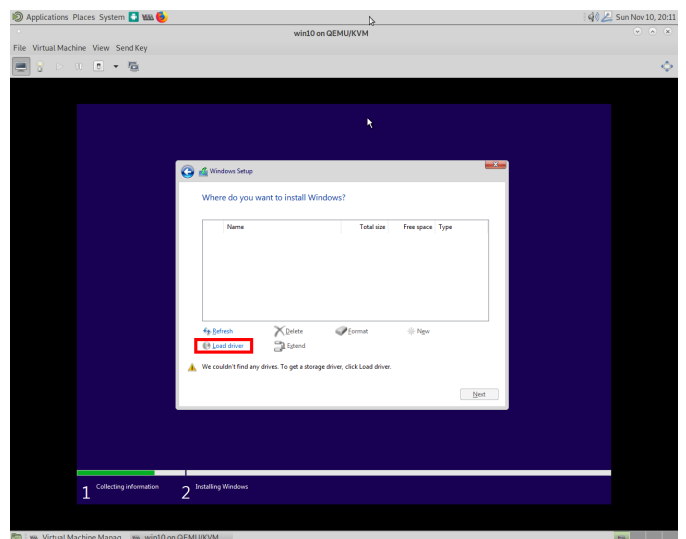 Applications Places System Sun Nov 10, 20:11
win10 on QEMU/KVM
File Virtual Machine View Send Key
Windows Setup
Where do you want to install Windows?
Name Total size Free space Type
Refresh Delete Format New
Load driver Extend
We couldn't find any drives. To get a storage driver, click Load driver.
Next
1 Collecting information 2 Installing Windows
Virtual Machine Manag win10 on QEMU/KVM